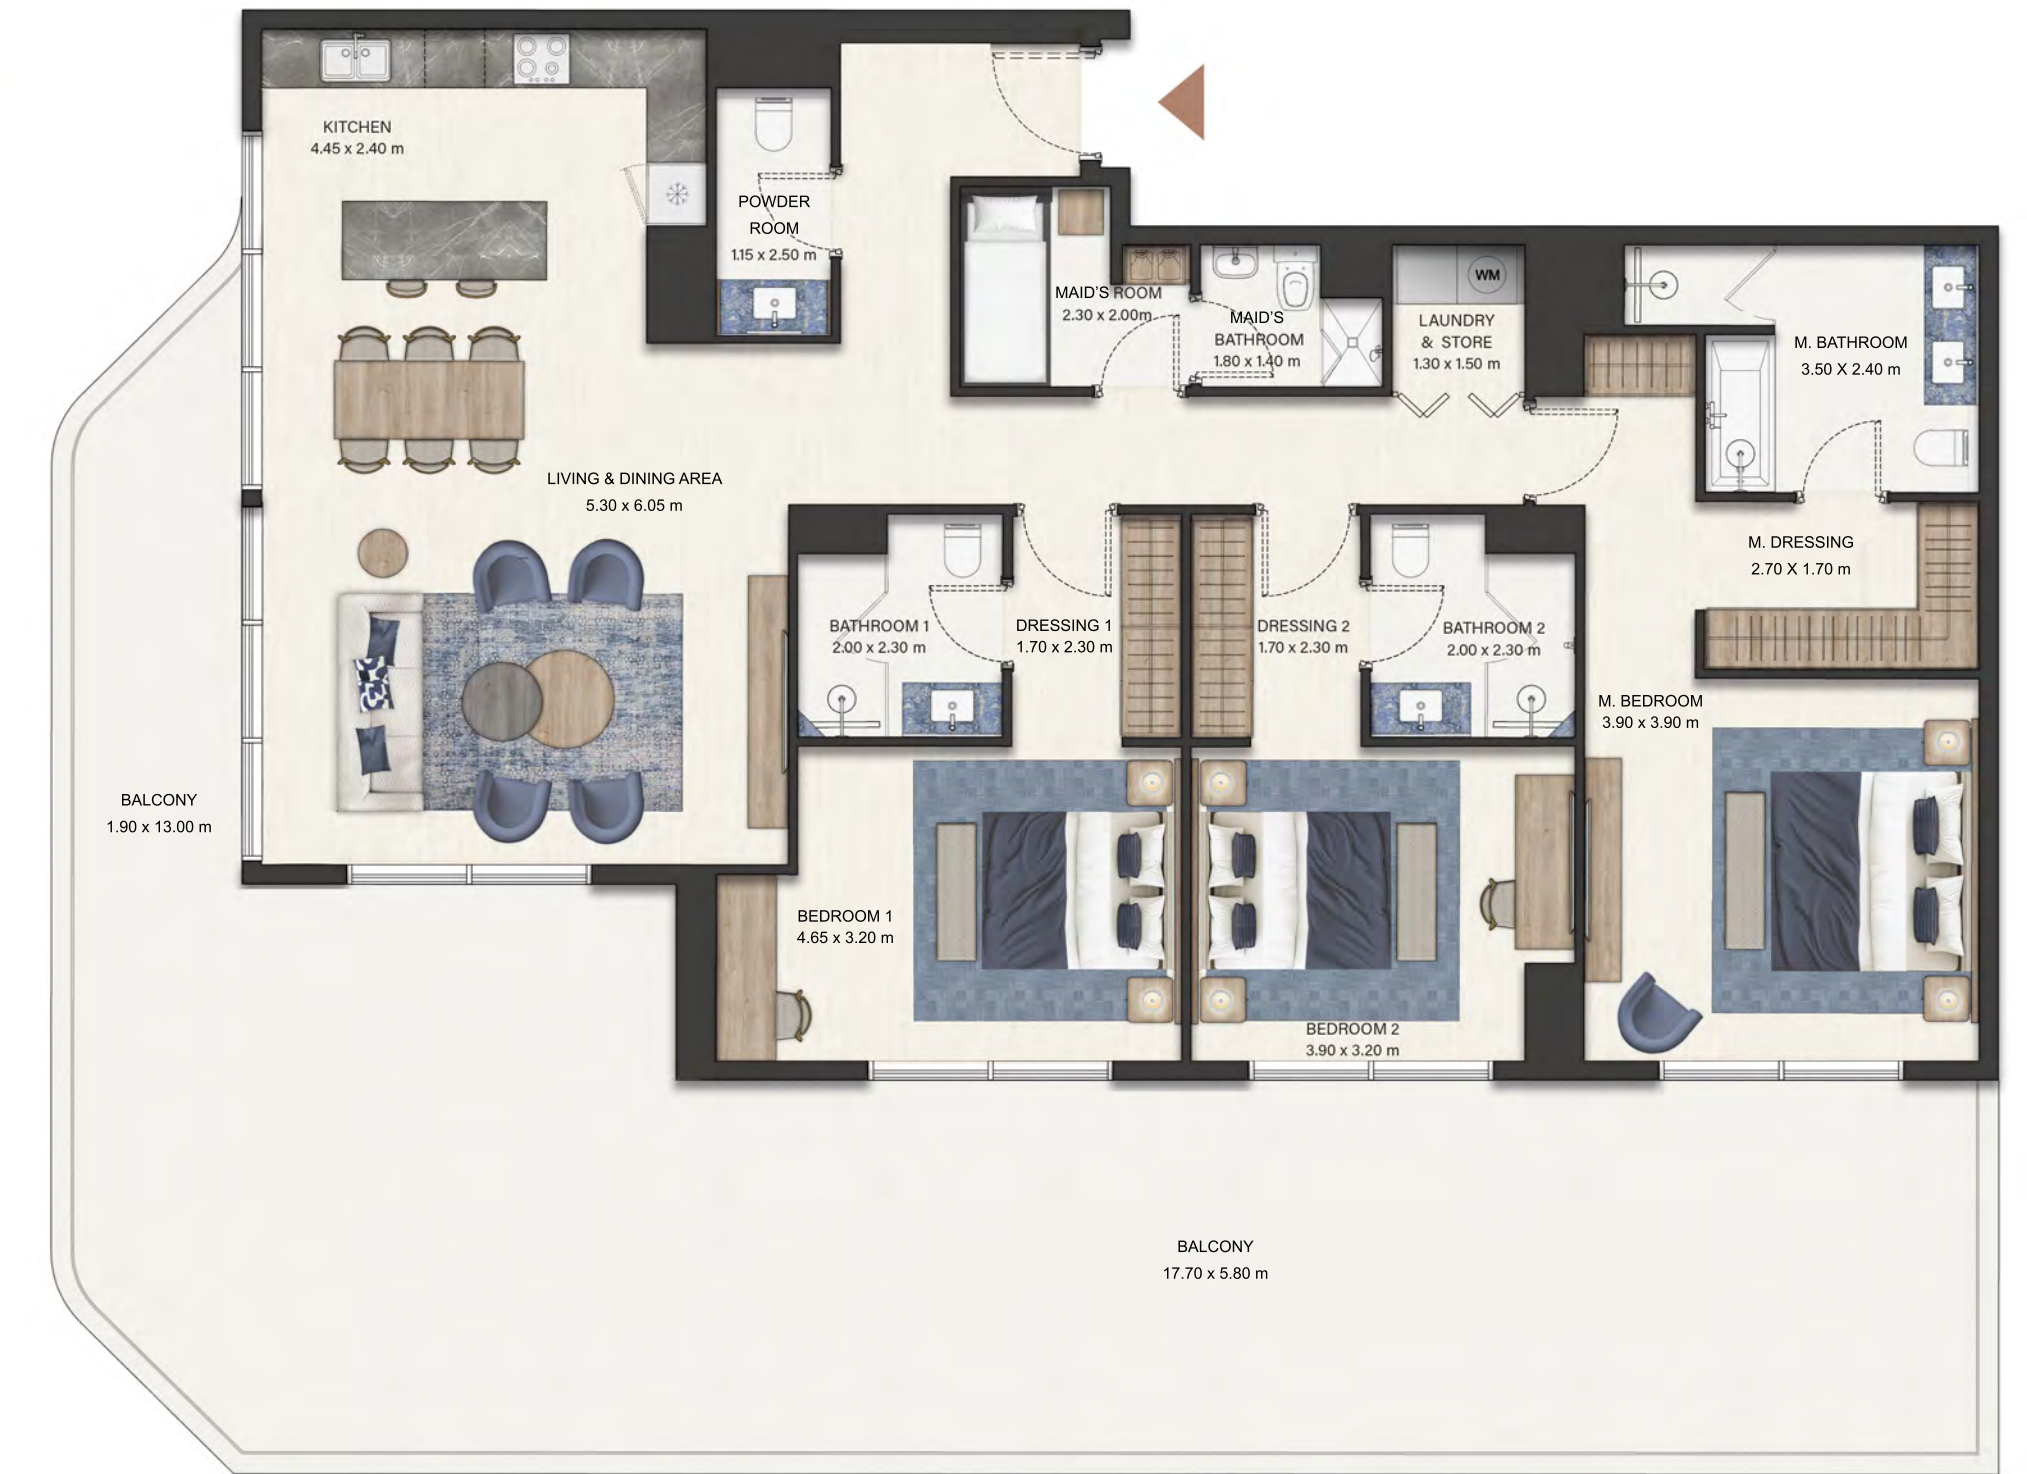 KITCHEN
4.45 x 2.40 m
POWDER
ROOM
1.15 x 2.50 m
MAID'S ROOM
2.30 x 2.00m
MAID'S
BATHROOM
1.80 x 1.40 m
WM
LAUNDRY
& STORE
1.30 x 1.50 m
M. BATHROOM
3.50 X 2.40 m
LIVING & DINING AREA
5.30 x 6.05 m
M. DRESSING
2.70 X 1.70 m
BATHROOM 1
2.00 x 2.30 m
DRESSING 1
1.70 x 2.30 m
DRESSING 2
1.70 x 2.30 m
BATHROOM 2
2.00 x 2.30 m
M. BEDROOM
3.90 x 3.90 m
BALCONY
1.90 x 13.00 m
BEDROOM 1
4.65 x 3.20 m
BEDROOM 2
3.90 x 3.20 m
BALCONY
17.70 x 5.80 m